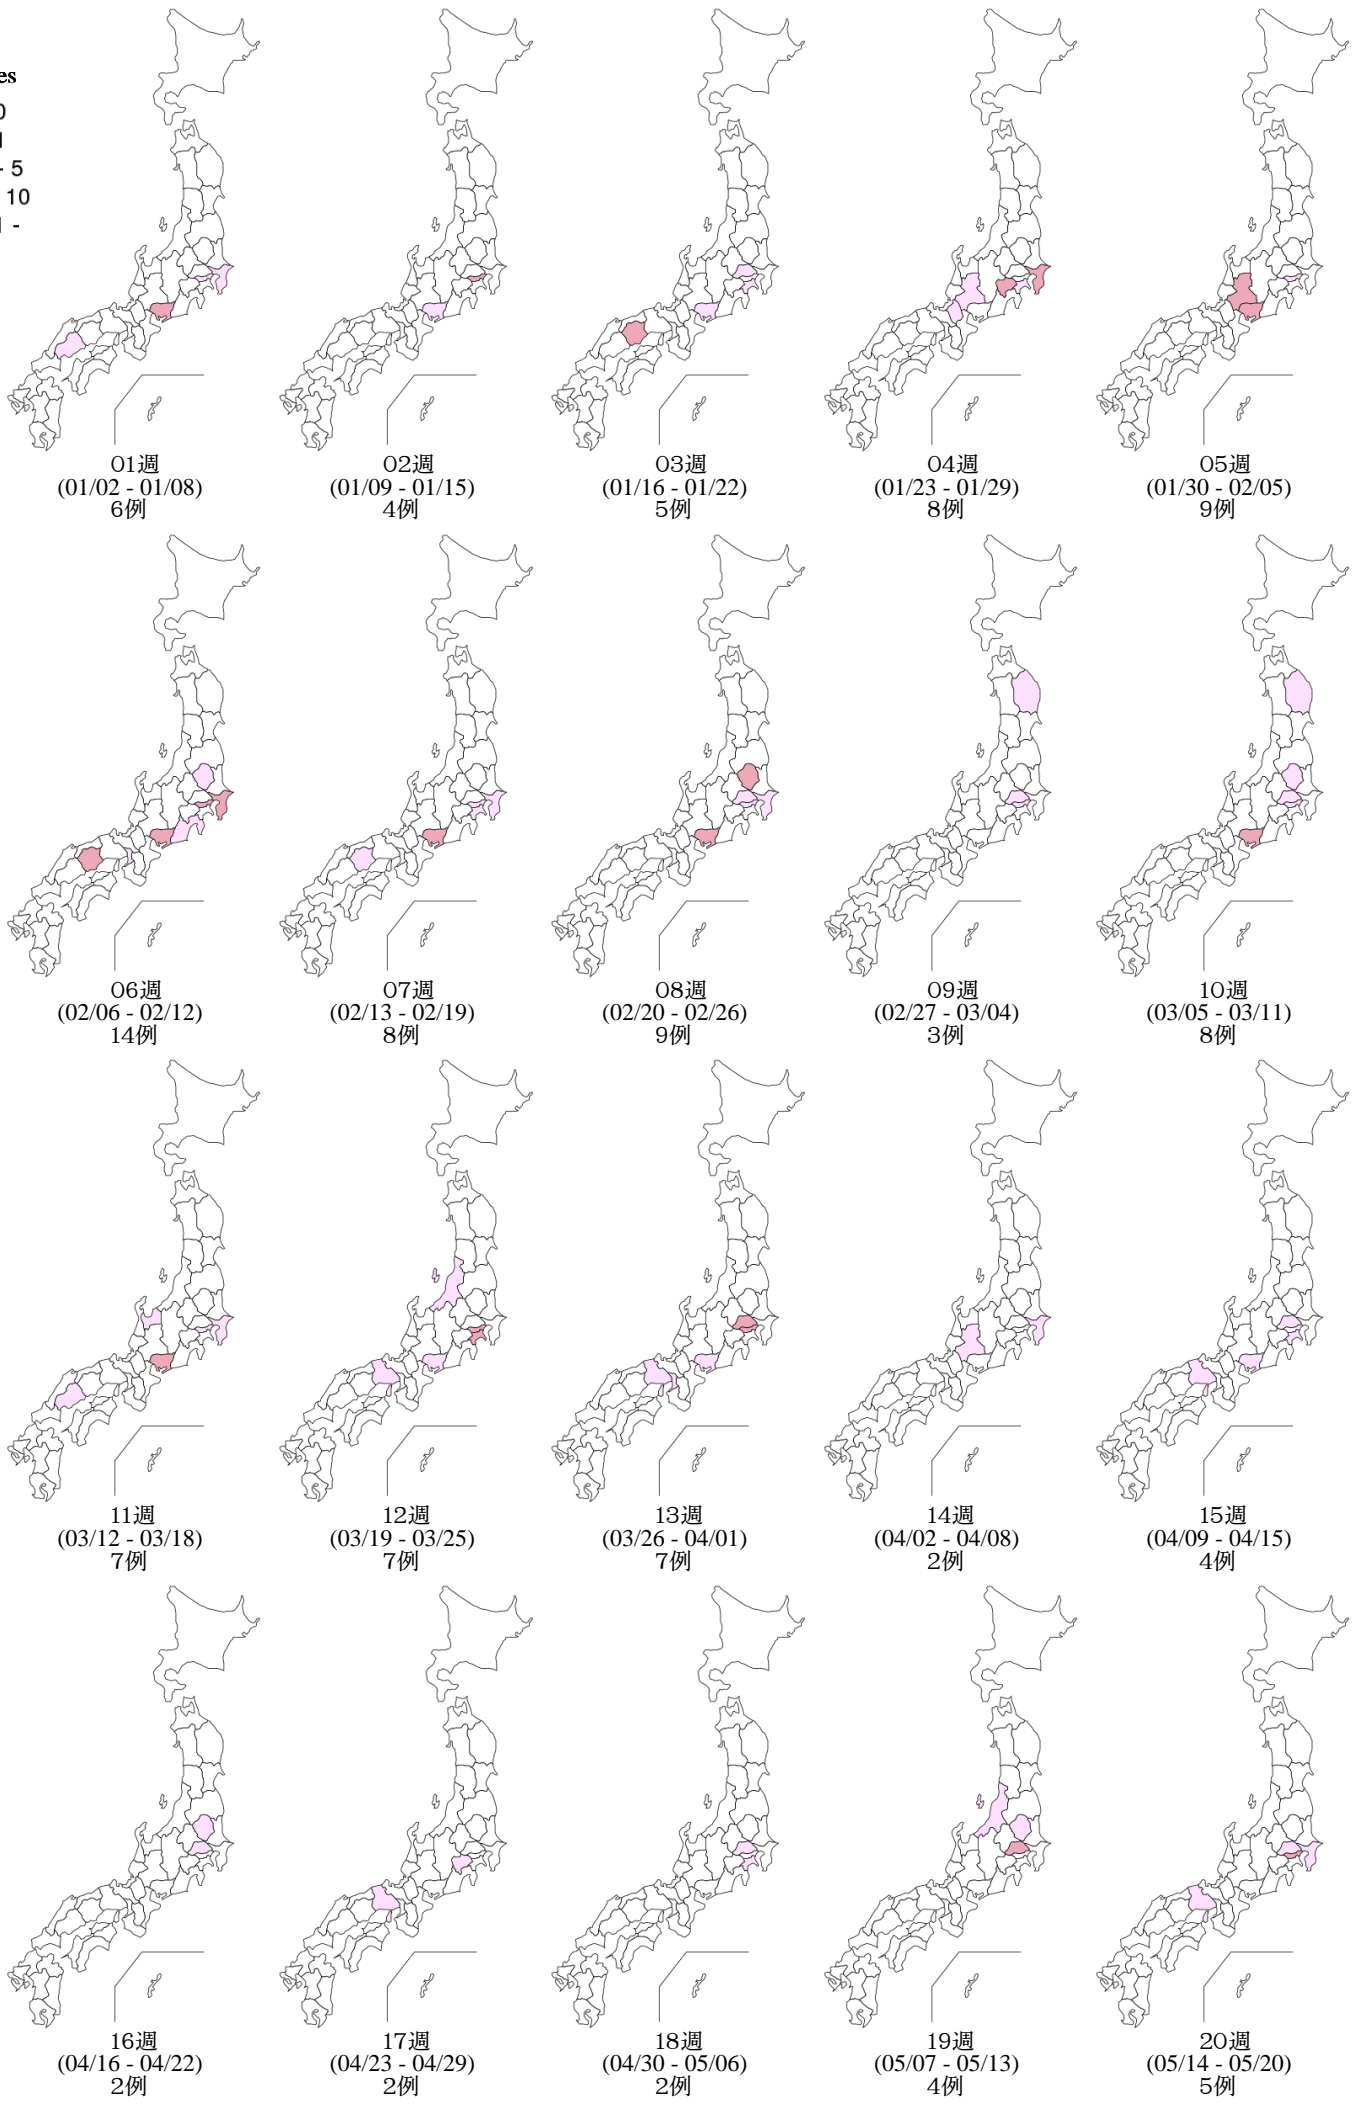 es
0
1
- 5
10
1 -
01週
(01/02 - 01/08)
6例
02週
(01/09 - 01/15)
4例
03週
(01/16 - 01/22)
5例
04週
(01/23 - 01/29)
8例
05週
(01/30 - 02/05)
9例
06週
(02/06 - 02/12)
14例
07週
(02/13 - 02/19)
8例
08週
(02/20 - 02/26)
9例
09週
(02/27 - 03/04)
3例
10週
(03/05 - 03/11)
8例
11週
(03/12 - 03/18)
7例
12週
(03/19 - 03/25)
7例
13週
(03/26 - 04/01)
7例
14週
(04/02 - 04/08)
2例
15週
(04/09 - 04/15)
4例
16週
(04/16 - 04/22)
2例
17週
(04/23 - 04/29)
2例
18週
(04/30 - 05/06)
2例
19週
(05/07 - 05/13)
4例
20週
(05/14 - 05/20)
5例